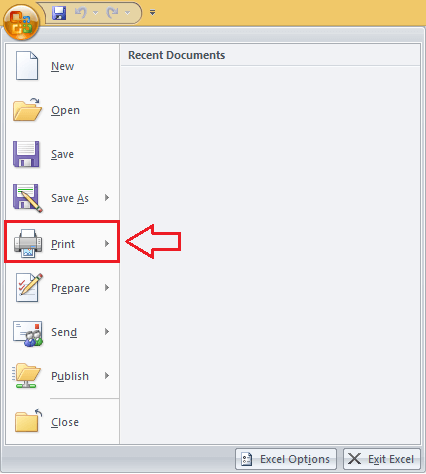 Recent Documents
New
Open
Save
Save As
Print
Prepare
Send
Publish
Close
Excel Options
Exit Excel